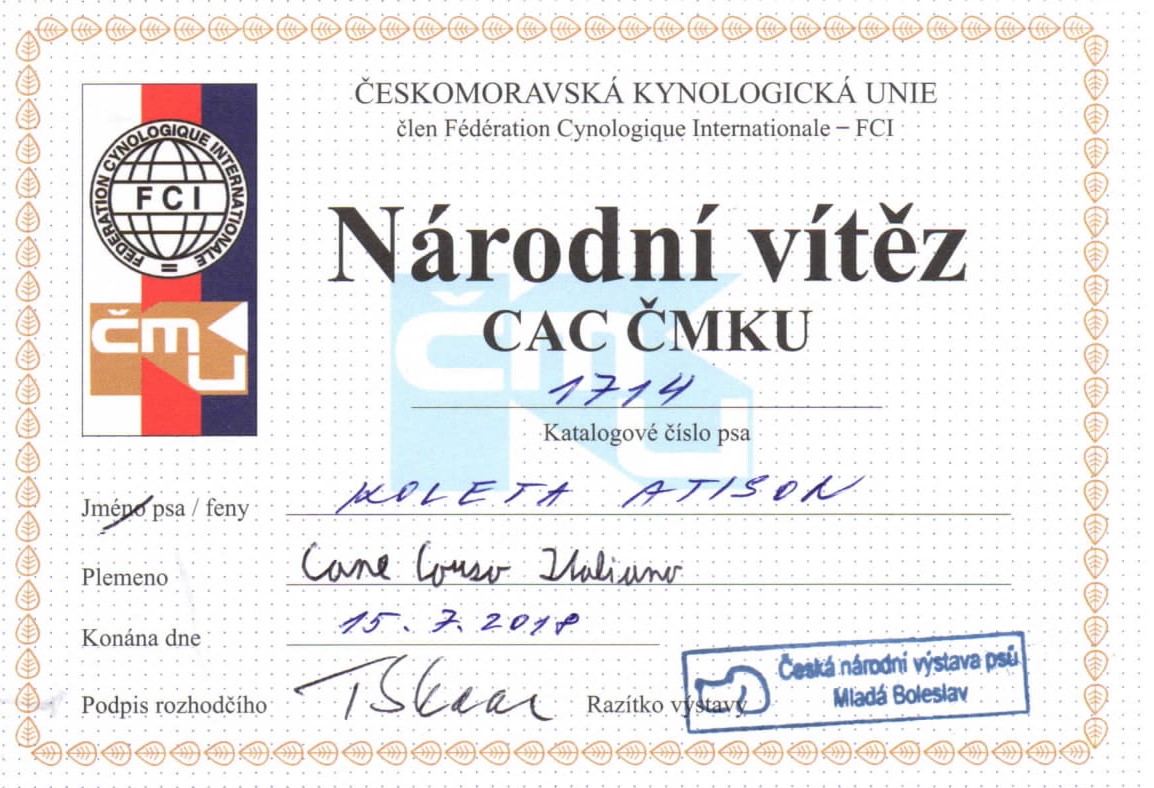 ČESKOMORAVSKÁ KYNOLOGICKÁ UNIE
člen Fédération Cynologique Internationale – FCI
FÉDÉRATION CYNOLOGIQUE INTERNATIONALE
FCI
čmku
Národní vítěz
CAC ČMKU
1714
Katalogové číslo psa
Jméno psa / feny KOLETA ATISON
Plemeno Cane Corso Italiano
Konána dne 15. 7. 2018
Podpis rozhodčího
Razítko výstavy
Česká národní výstava psů
Mladá Boleslav